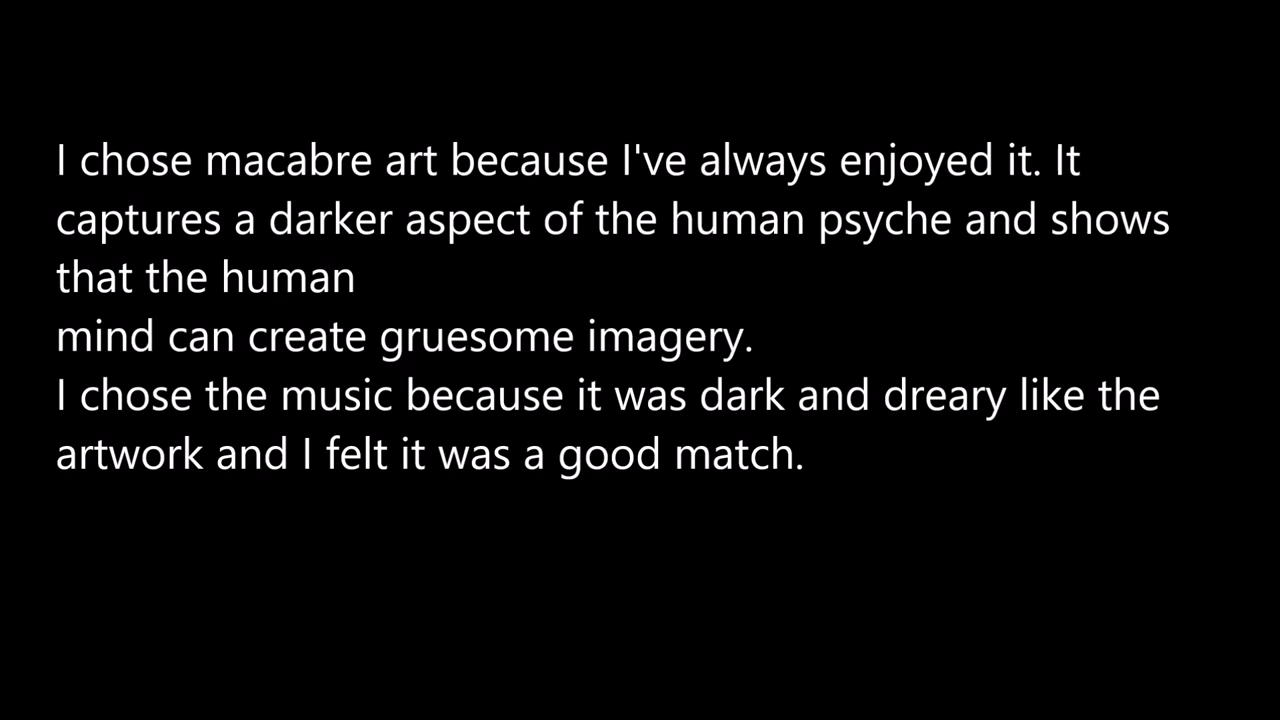 I chose macabre art because I've always enjoyed it. It
captures a darker aspect of the human psyche and shows
that the human
mind can create gruesome imagery.
I chose the music because it was dark and dreary like the
artwork and I felt it was a good match.